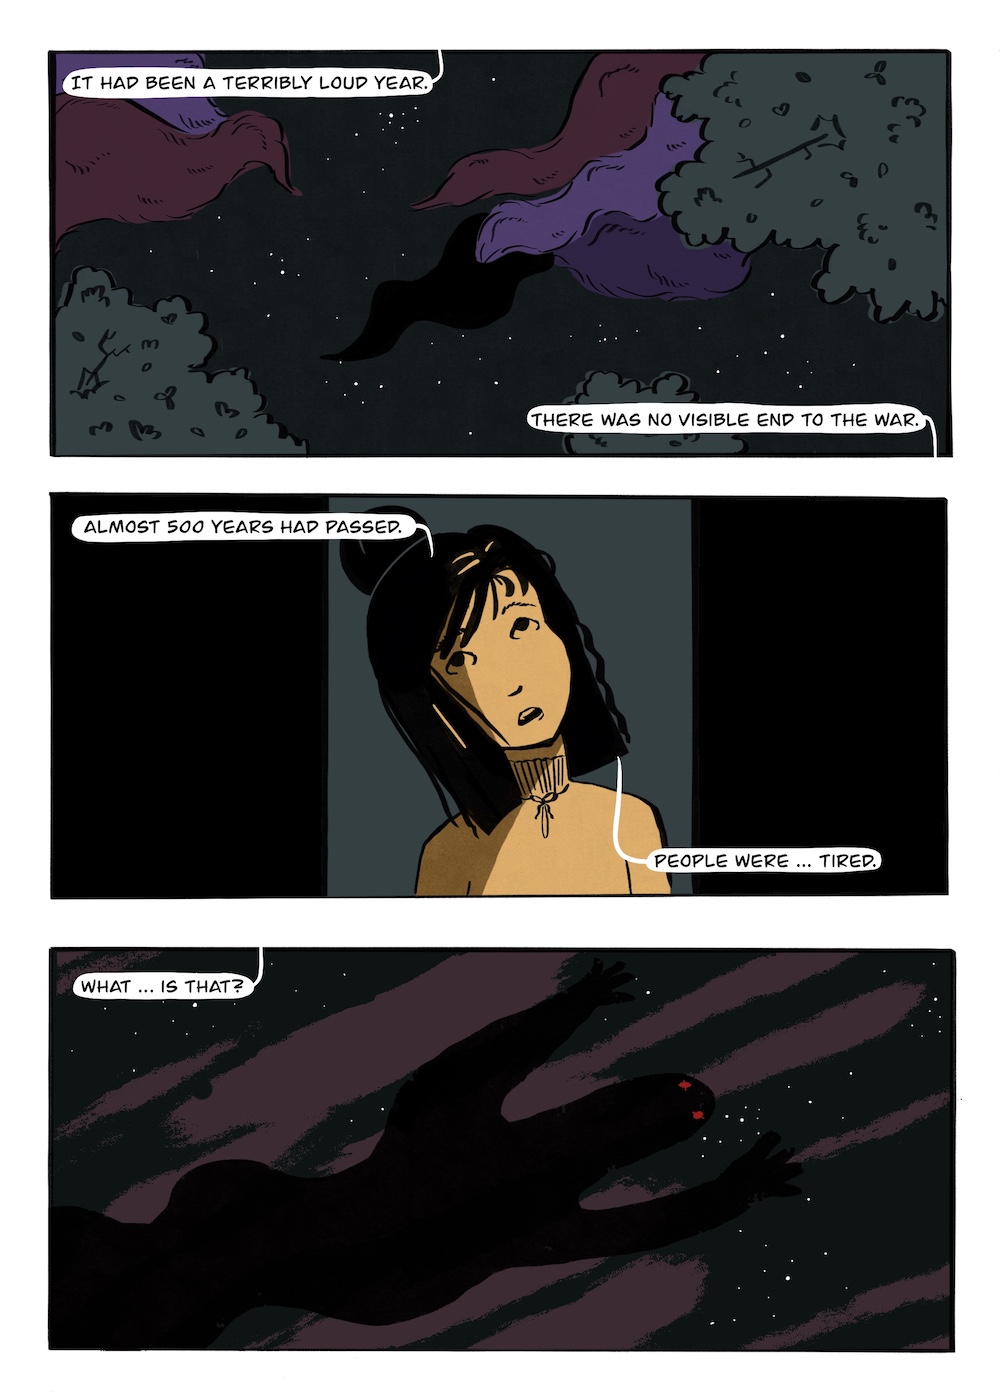 IT HAD BEEN A TERRIBLY LOUD YEAR.
THERE WAS NO VISIBLE END TO THE WAR.
ALMOST 500 YEARS HAD PASSED.
PEOPLE WERE ... TIRED.
WHAT ... IS THAT?